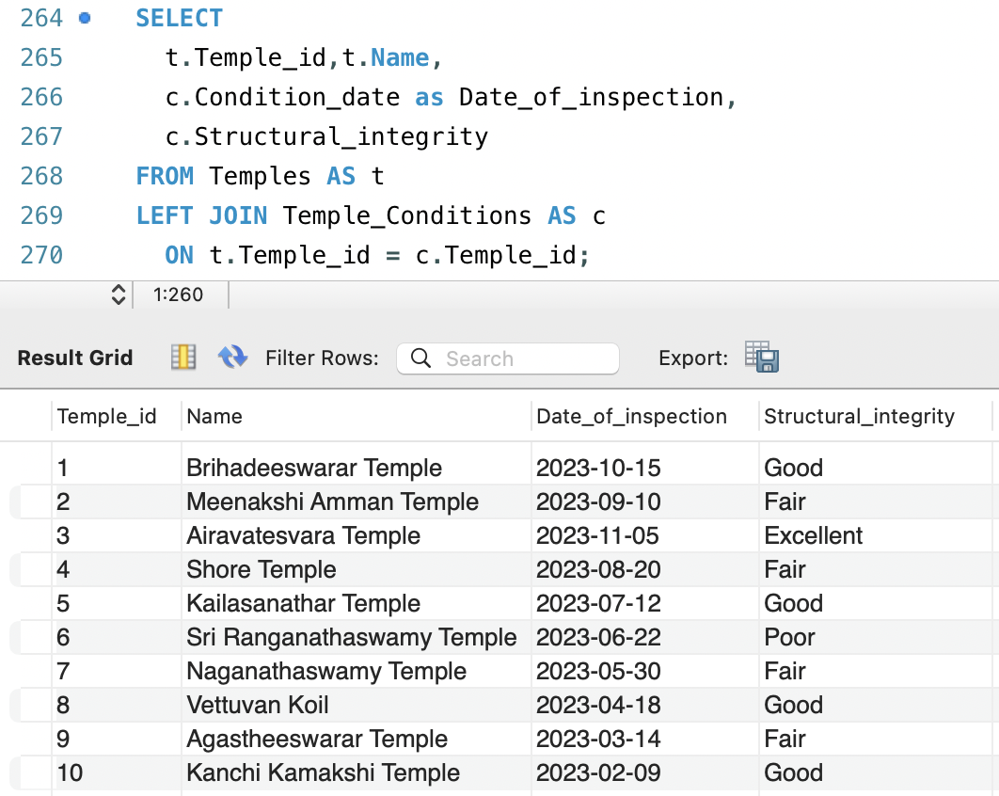 264 SELECT
265 t.Temple_id,t.Name,
266 c.Condition_date as Date_of_inspection,
267 c.Structural_integrity
268 FROM Temples AS t
269 LEFT JOIN Temple_Conditions AS c
270 ON t.Temple_id = c.Temple_id;
1:260
Result Grid Filter Rows: Search Export:
Temple_id Name Date_of_inspection Structural_integrity
1 Brihadeeswarar Temple 2023-10-15 Good
2 Meenakshi Amman Temple 2023-09-10 Fair
3 Airavatesvara Temple 2023-11-05 Excellent
4 Shore Temple 2023-08-20 Fair
5 Kailasanathar Temple 2023-07-12 Good
6 Sri Ranganathaswamy Temple 2023-06-22 Poor
7 Naganathaswamy Temple 2023-05-30 Fair
8 Vettuvan Koil 2023-04-18 Good
9 Agastheeswarar Temple 2023-03-14 Fair
10 Kanchi Kamakshi Temple 2023-02-09 Good